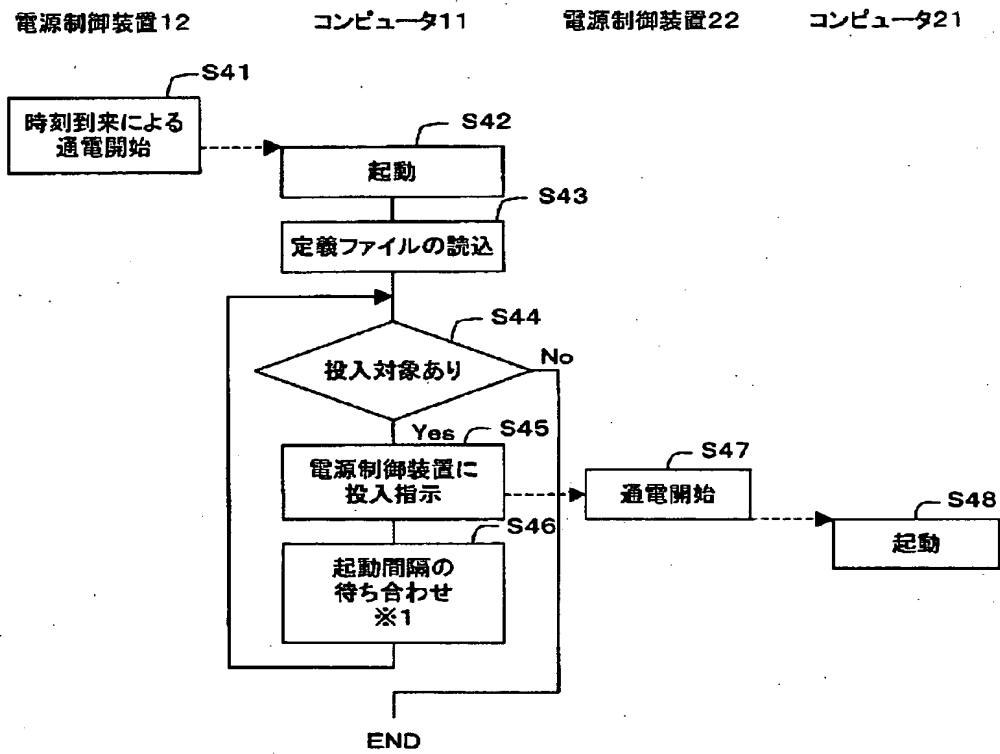 電源制御装置12
コンピュータ11
電源制御装置22
コンピュータ21
S41
時刻到来による
通電開始
S42
起動
S43
定義ファイルの読込
S44
投入対象あり
No
Yes
S45
電源制御装置に
投入指示
S47
通電開始
S48
起動
S46
起動間隔の
待ち合わせ
※1
END